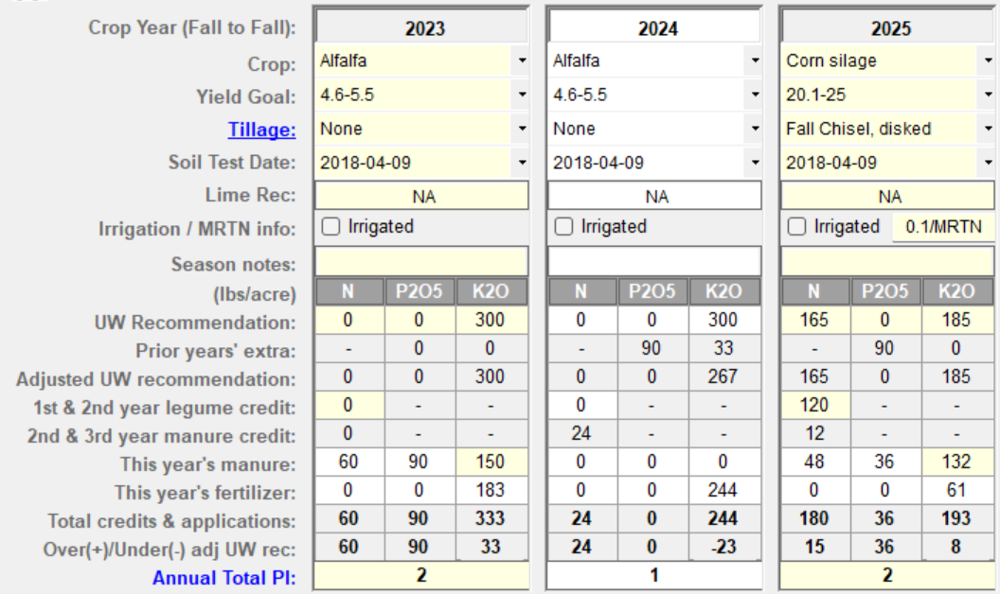 Crop Year (Fall to Fall): 2023 2024 2025
Crop: Alfalfa Alfalfa Corn silage
Yield Goal: 4.6-5.5 4.6-5.5 20.1-25
Tillage: None None Fall Chisel, disked
Soil Test Date: 2018-04-09 2018-04-09 2018-04-09
Lime Rec: NA NA NA
Irrigation / MRTN info: Irrigated Irrigated Irrigated 0.1/MRTN
Season notes:
(lbs/acre) N P2O5 K2O N P2O5 K2O N P2O5 K2O
UW Recommendation: 0 0 300 0 0 300 165 0 185
Prior years' extra: - 0 0 - 90 33 - 90 0
Adjusted UW recommendation: 0 0 300 0 0 267 165 0 185
1st & 2nd year legume credit: 0 - - 0 - - 120 - -
2nd & 3rd year manure credit: 0 - - 24 - - 12 - -
This year's manure: 60 90 150 0 0 0 48 36 132
This year's fertilizer: 0 0 183 0 0 244 0 0 61
Total credits & applications: 60 90 333 24 0 244 180 36 193
Over(+)/Under(-) adj UW rec: 60 90 33 24 0 -23 15 36 8
Annual Total PI: 2 1 2